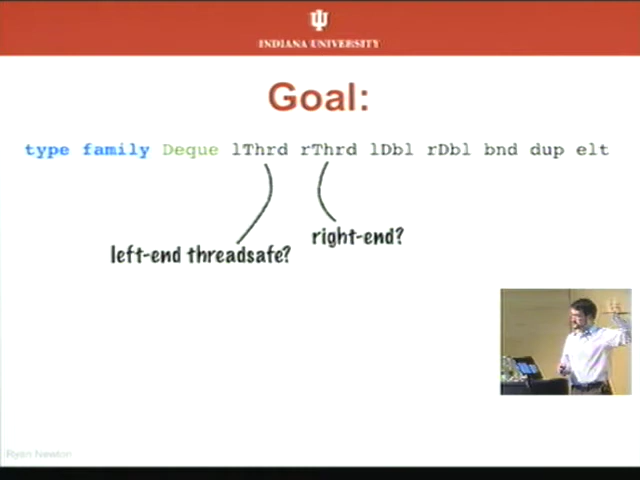 INDIANA UNIVERSITY
Goal:
type family Deque lThrd rThrd lDbl rDbl bnd dup elt
right-end?
left-end threadsafe?
Ryan Newton